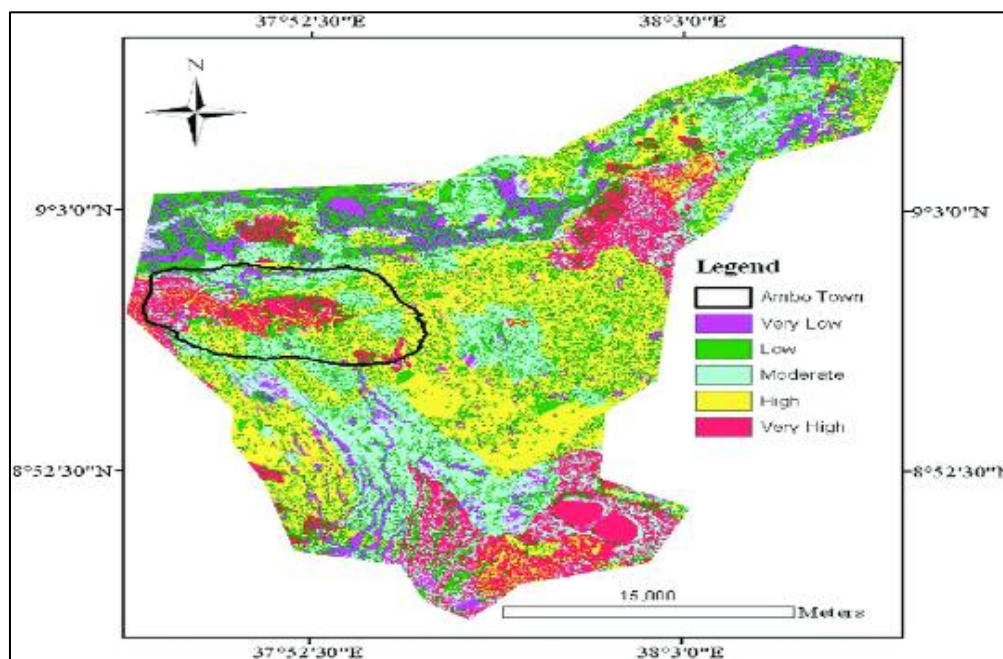 37°52'30"E 38°3'0"E
N
9°3'0"N 9°3'0"N
Legend
Ambo Town
Very Low
Low
Moderate
High
Very High
8°52'30"N 8°52'30"N
15,000
Meters
37°52'30"E 38°3'0"E